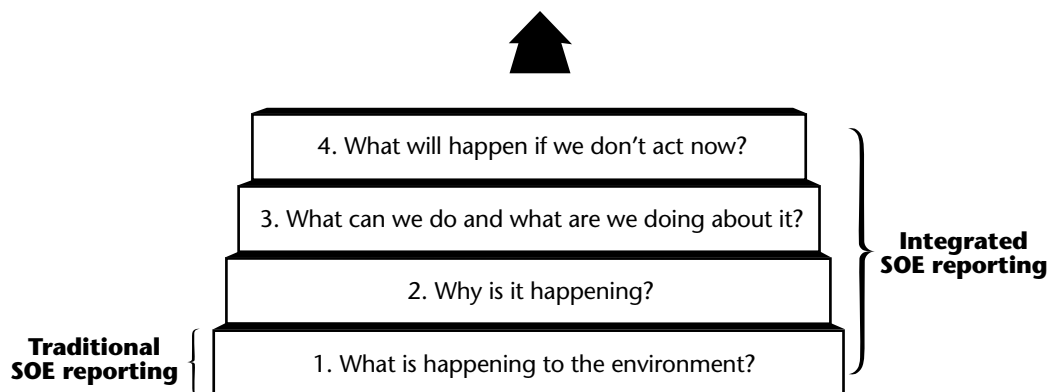 4. What will happen if we don’t act now?
3. What can we do and what are we doing about it?
Integrated
SOE reporting
2. Why is it happening?
Traditional
SOE reporting
1. What is happening to the environment?